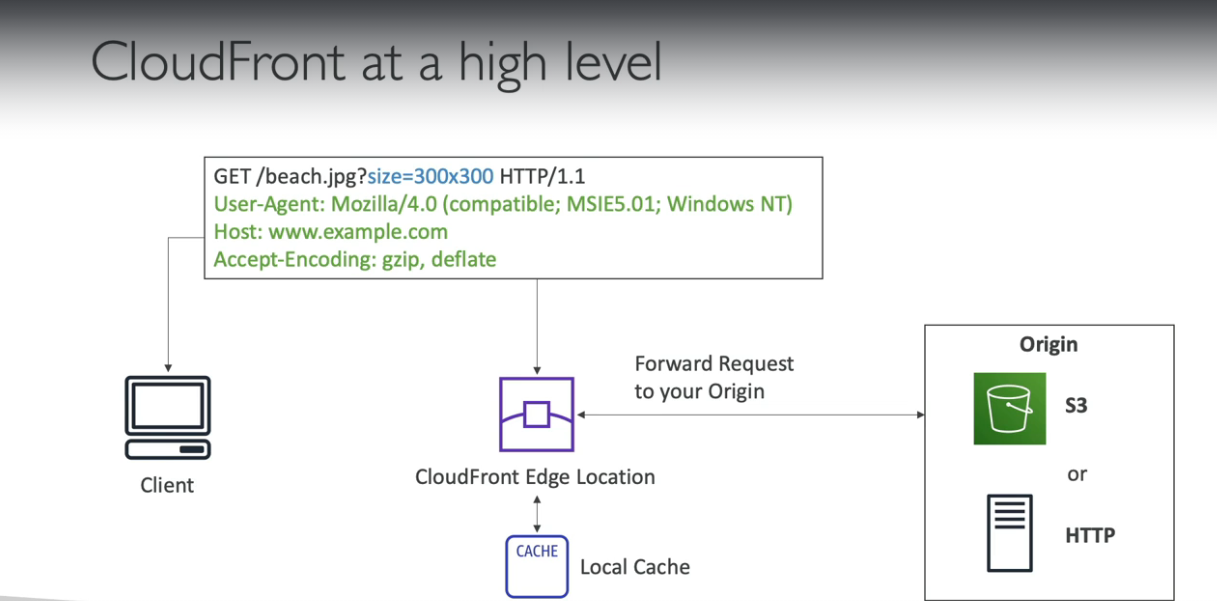 CloudFront at a high level
GET /beach.jpg?size=300x300 HTTP/1.1
User-Agent: Mozilla/4.0 (compatible; MSIE5.01; Windows NT)
Host: www.example.com
Accept-Encoding: gzip, deflate
Client
CloudFront Edge Location
CACHE
Local Cache
Forward Request
to your Origin
Origin
S3
or
HTTP